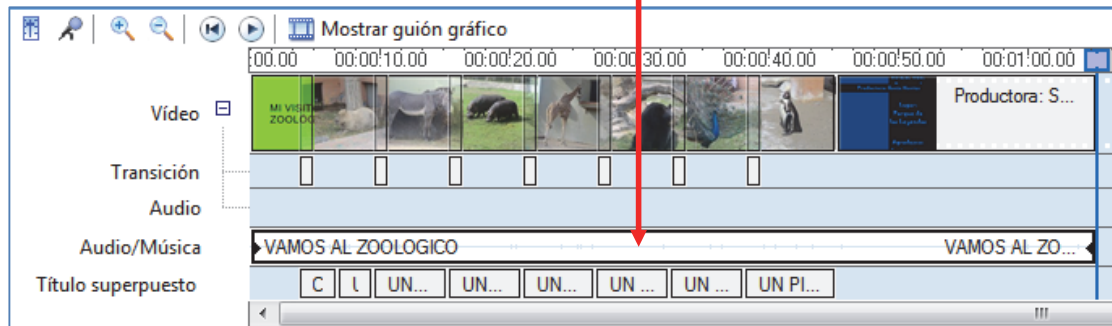 Mostrar guión gráfico
:00.00 00:00:10.00 00:00:20.00 00:00:30.00 00:00:40.00 00:00:50.00 00:01:00.00
Vídeo
MI VISIT
ZOOLÓG
Productora: S...
Transición
Audio
Audio/Música
VAMOS AL ZOOLOGICO
VAMOS AL ZO...
Título superpuesto
C
UN...
UN...
UN...
UN ...
UN ...
UN PI...